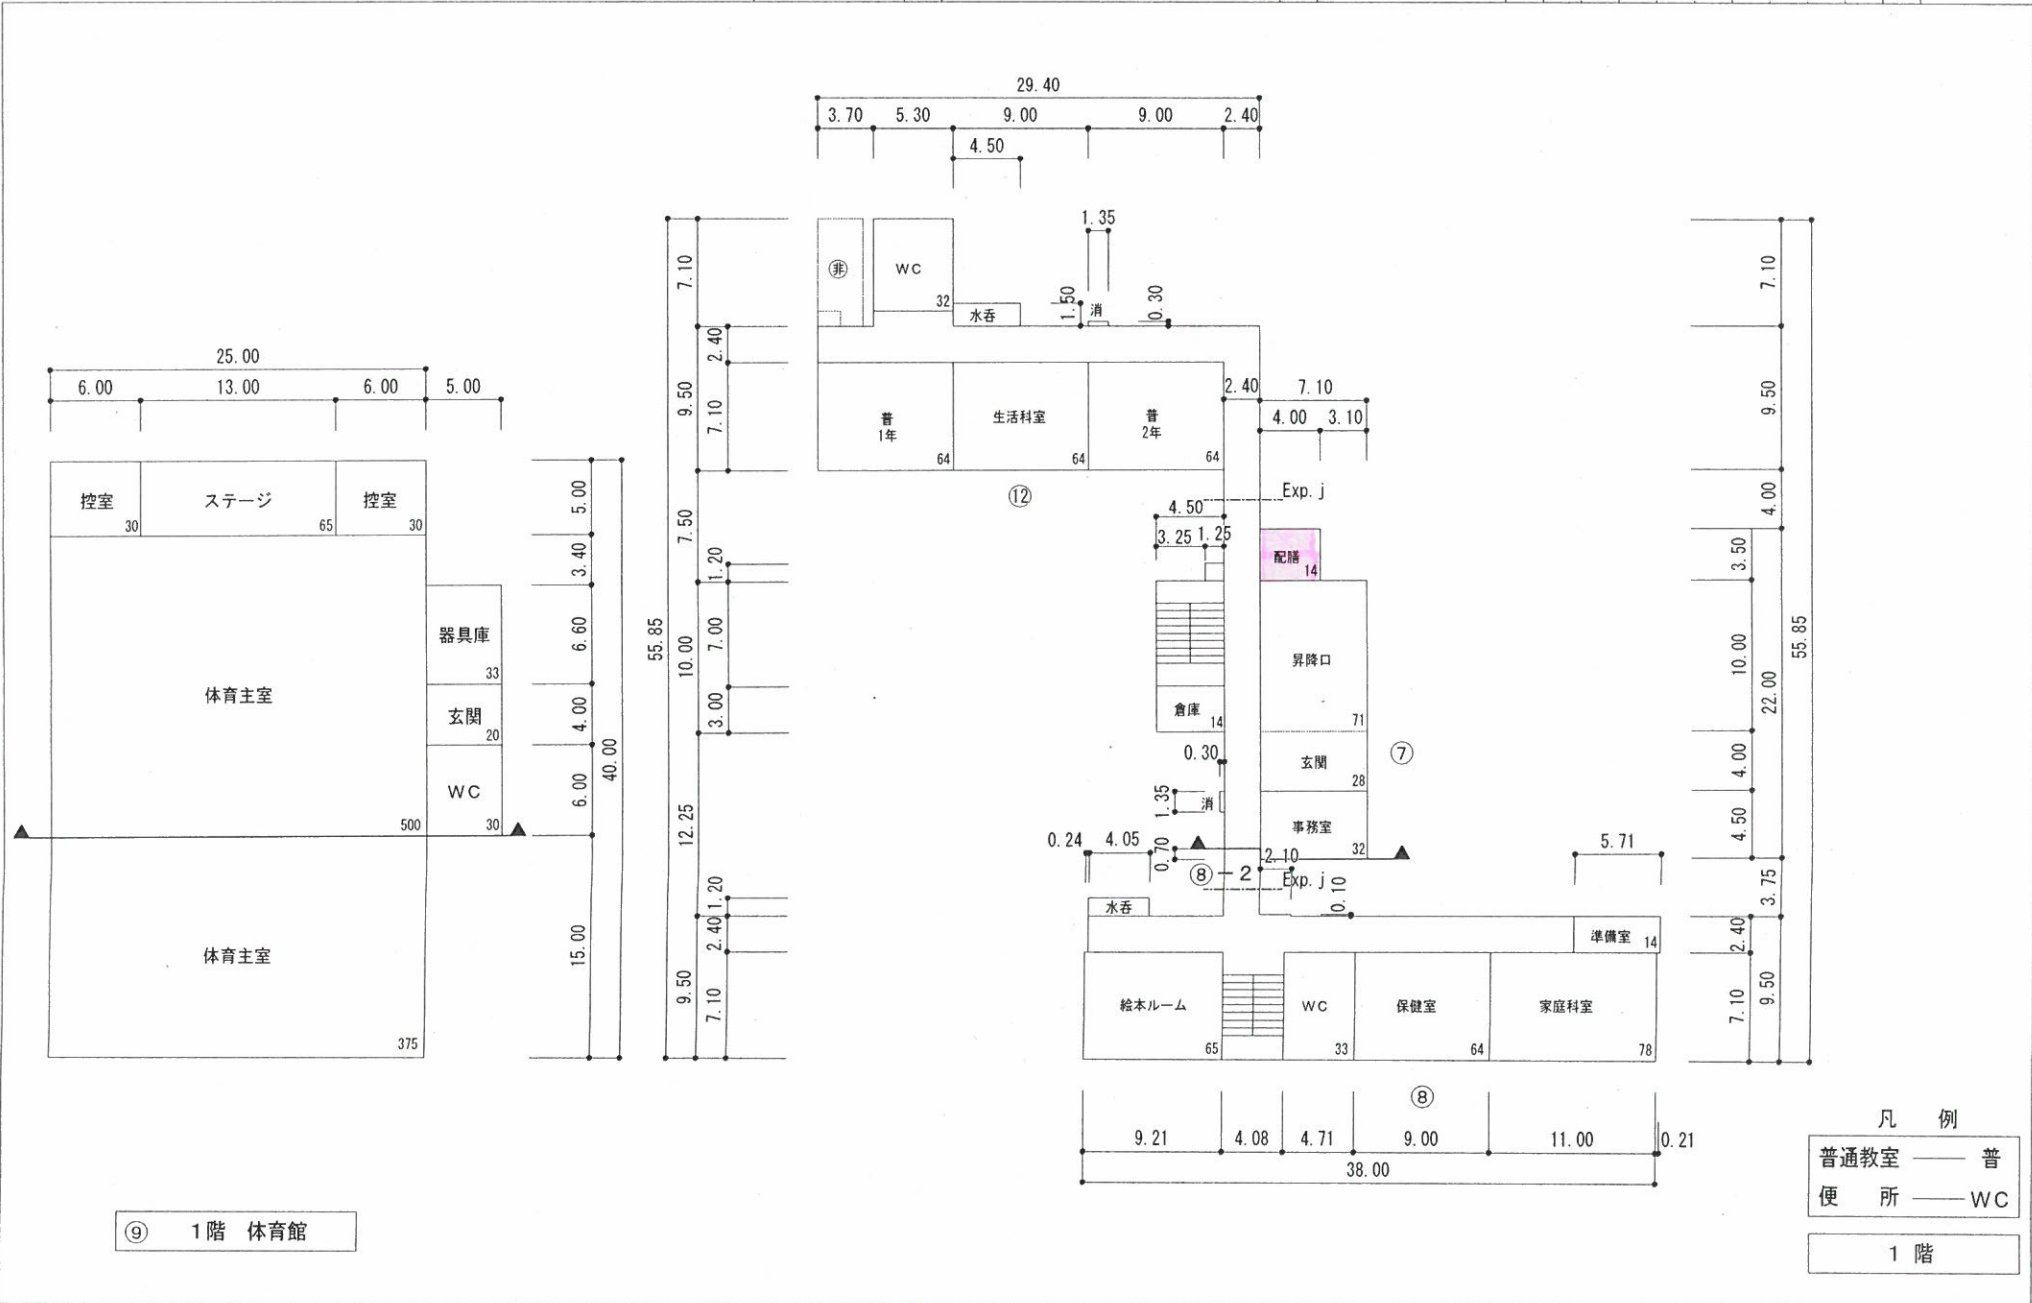 29.40
3.70 5.30 9.00 9.00 2.40
4.50
1.35
7.10
非
WC
32
水呑
1.50
消
0.30
7.10
2.40
9.50
7.10
普
1年
64
生活科室
64
普
2年
64
2.40 7.10
4.00 3.10
9.50
25.00
6.00 13.00 6.00 5.00
控室
30
ステージ
65
控室
30
5.00
3.40
器具庫
33
6.60
体育主室
玄関
20
4.00
40.00
WC
30
6.00
500
体育主室
375
15.00
⑫
Exp. j
4.50
3.25 1.25
7.50
1.20
4.00
配膳
14
3.50
55.85
10.00
7.00
3.00
昇降口
71
10.00
22.00
55.85
倉庫
14
0.30
玄関
28
⑦
4.00
12.25
1.35
消
事務室
32
4.50
0.24 4.05
0.70
2.10
5.71
⑧－2
Exp. j
0.10
3.75
1.20
水呑
2.40
準備室
14
2.40
9.50
7.10
絵本ルーム
65
WC
33
保健室
64
家庭科室
78
7.10
9.50
⑧
9.21 4.08 4.71 9.00 11.00 0.21
38.00
凡　例
普通教室 —— 普
便　所 —— WC
1 階
⑨ 1階 体育館